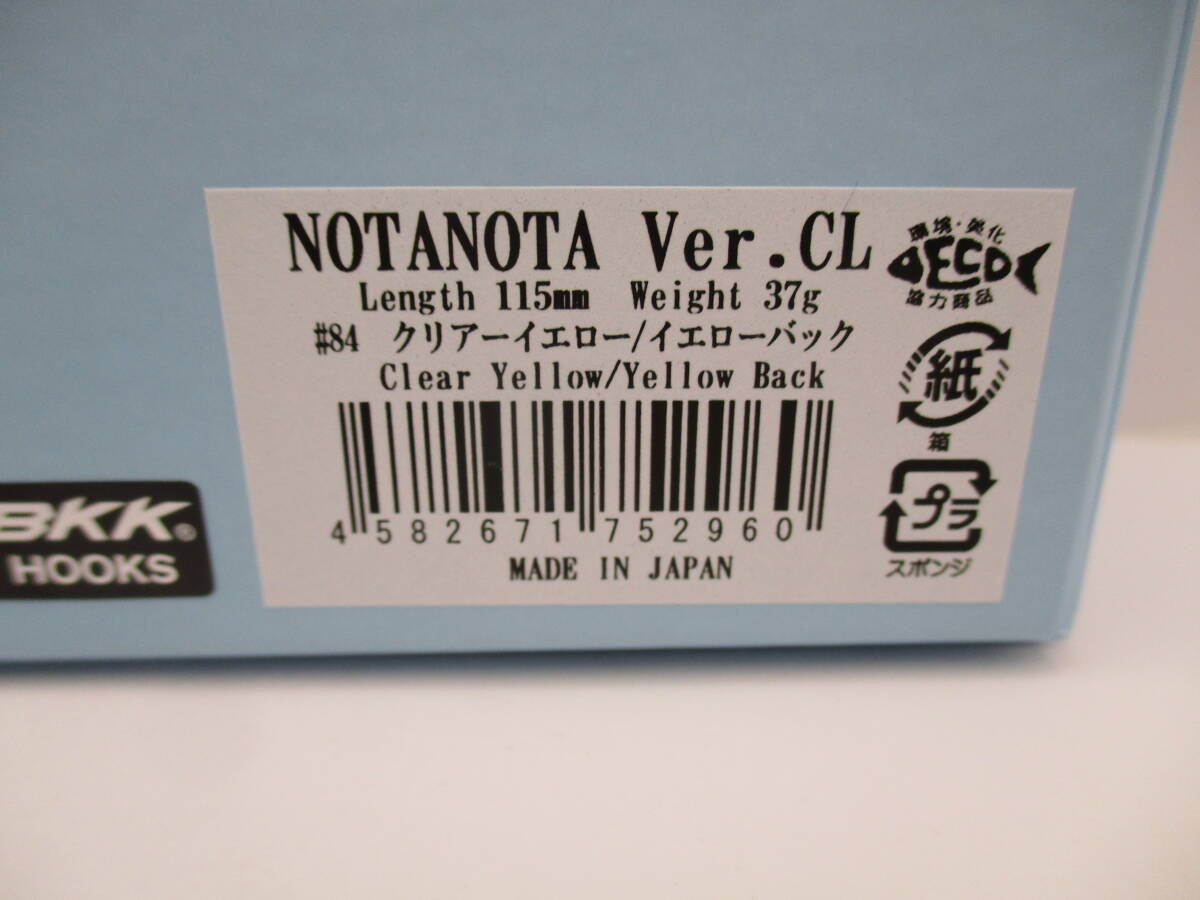 NOTANOTA Ver.CL
Length 115mm Weight 37g
#84 クリアーイエロー/イエローバック
Clear Yellow/Yellow Back
4 582671 752960
MADE IN JAPAN
環境・美化
ECO
協力商品
紙
箱
プラ
スポンジ
BKK®
HOOKS